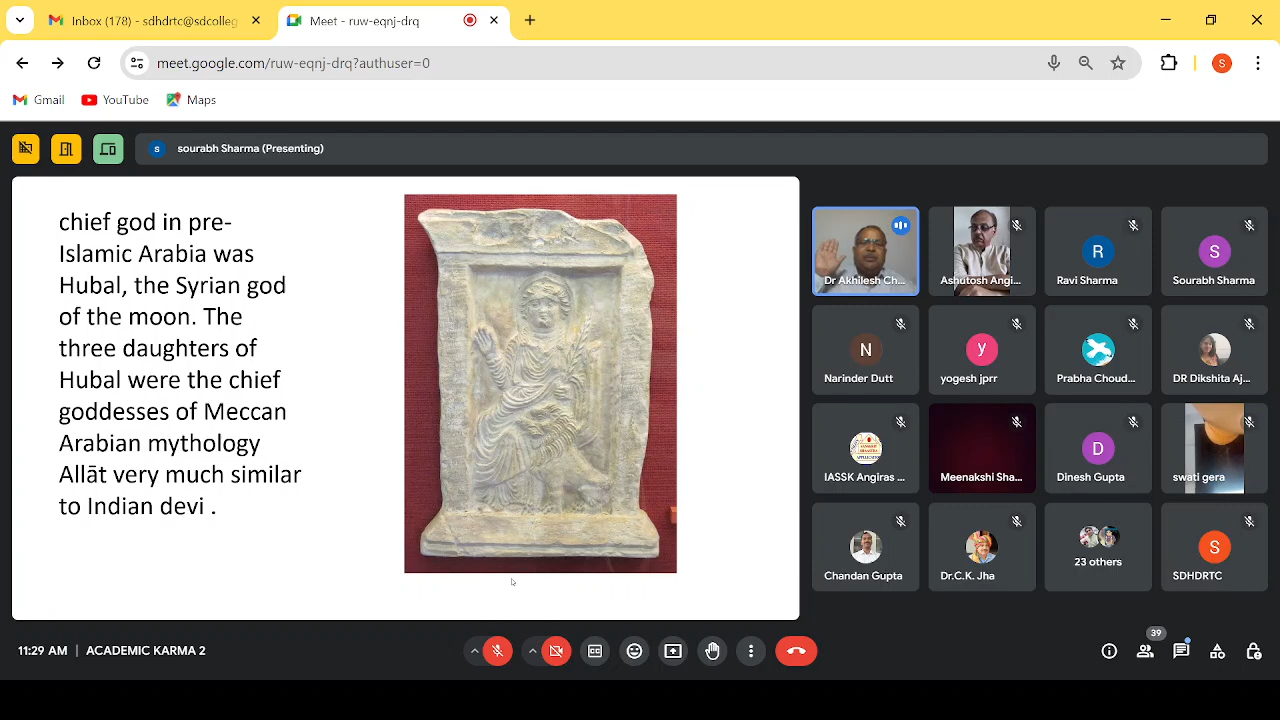 Inbox (178) - sdhdrtc@sdcolleg
Meet - ruw-eqnj-drq
meet.google.com/ruw-eqnj-drq?authuser=0
S
Gmail
YouTube
Maps
s
sourabh Sharma (Presenting)
chief god in pre-
Islamic Arabia was
Hubal, the Syrian god
of the moon. The
three daughters of
Hubal were the chief
goddesses of Meccan
Arabian mythology
Allāt very much similar
to Indian devi .
Dr Akhilesh Ch...
Ashutosh Angi...
R
Ravi Sharma
S
Sourabh Sharma
N
Narinder Dutt
y
yogesh jprr
Prabha Choud...
DR Dikshita Aj...
IASSK Angiras ...
Meenakshi Sha...
D
Dinesh Gupta
swati gera
Chandan Gupta
Dr.C.K. Jha
23 others
S
SDHDRTC
11:29 AM | ACADEMIC KARMA 2
39